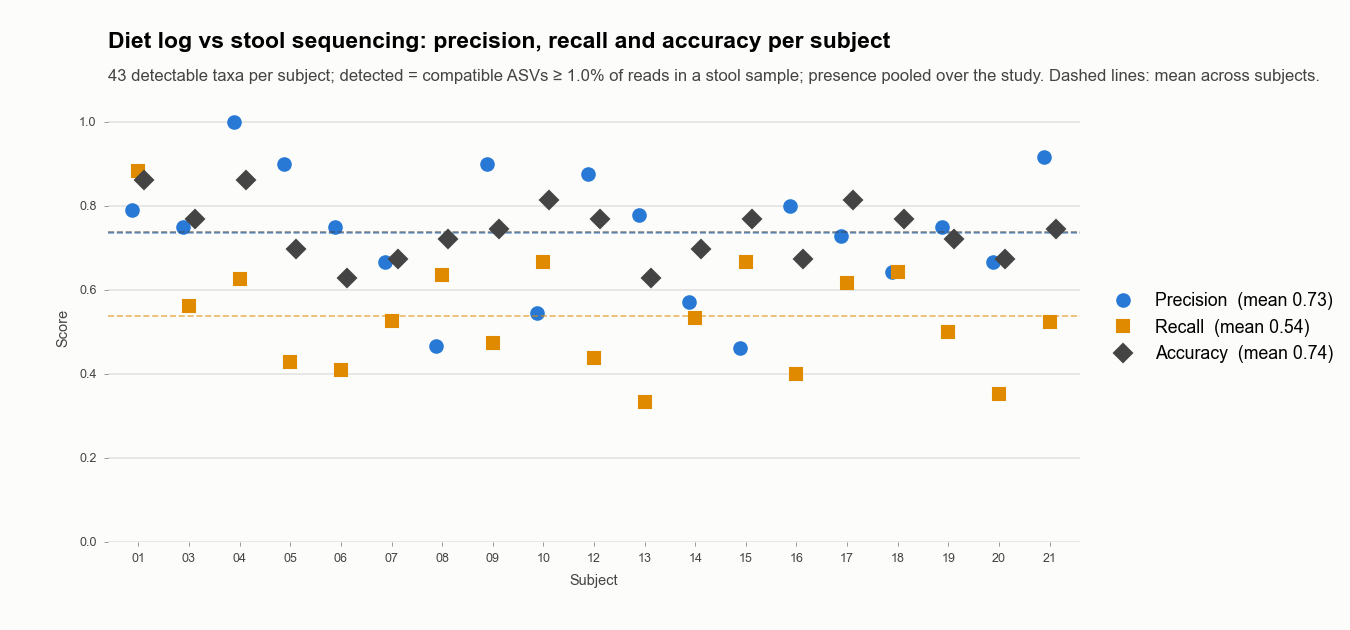 Diet log vs stool sequencing: precision, recall and accuracy per subject
43 detectable taxa per subject; detected = compatible ASVs ≥ 1.0% of reads in a stool sample; presence pooled over the study. Dashed lines: mean across subjects.
1.0
0.8
0.6
0.4
0.2
0.0
Score
01 03 04 05 06 07 08 09 10 12 13 14 15 16 17 18 19 20 21
Subject
Precision (mean 0.73)
Recall (mean 0.54)
Accuracy (mean 0.74)